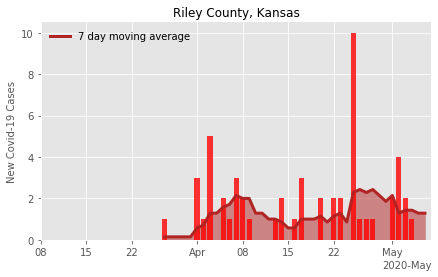 Riley County, Kansas
7 day moving average
New Covid-19 Cases
10
8
6
4
2
0
08 15 22 Apr 08 15 22 May
2020-May